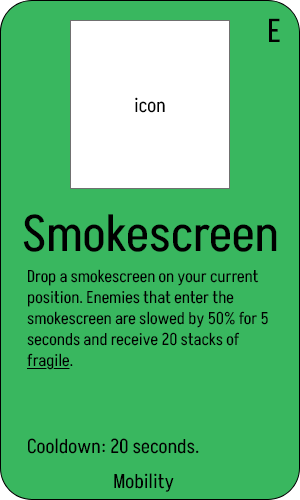 E
icon
Smokescreen
Drop a smokescreen on your current
position. Enemies that enter the
smokescreen are slowed by 50% for 5
seconds and receive 20 stacks of
fragile.
Cooldown: 20 seconds.
Mobility